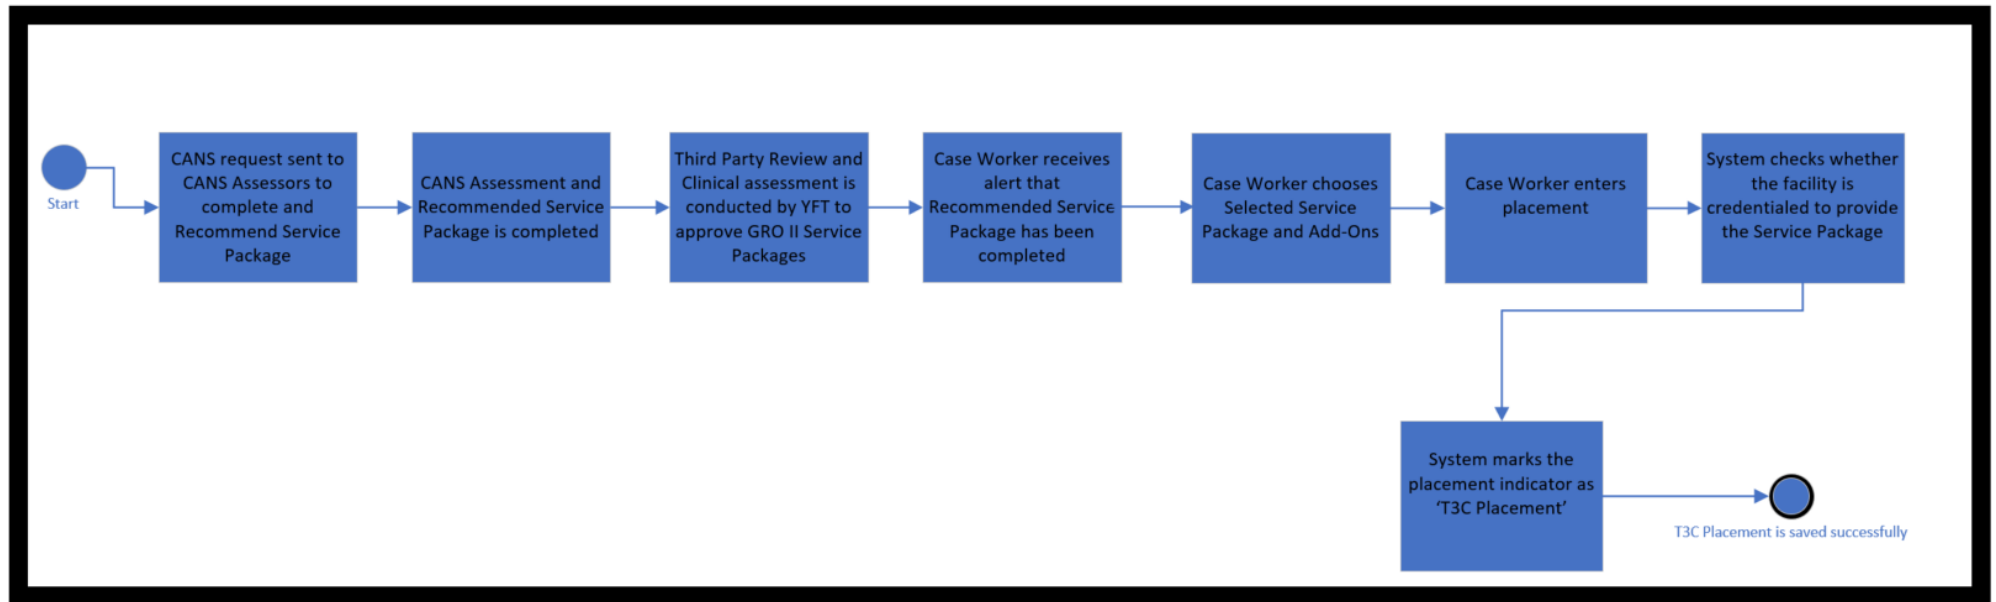 Start
CANS request sent to
CANS Assessors to
complete and
Recommend Service
Package
CANS Assessment and
Recommended Service
Package is completed
Third Party Review and
Clinical assessment is
conducted by YFT to
approve GRO II Service
Packages
Case Worker receives
alert that
Recommended Service
Package has been
completed
Case Worker chooses
Selected Service
Package and Add-Ons
Case Worker enters
placement
System checks whether
the facility is
credentialed to provide
the Service Package
System marks the
placement indicator as
‘T3C Placement’
T3C Placement is saved successfully